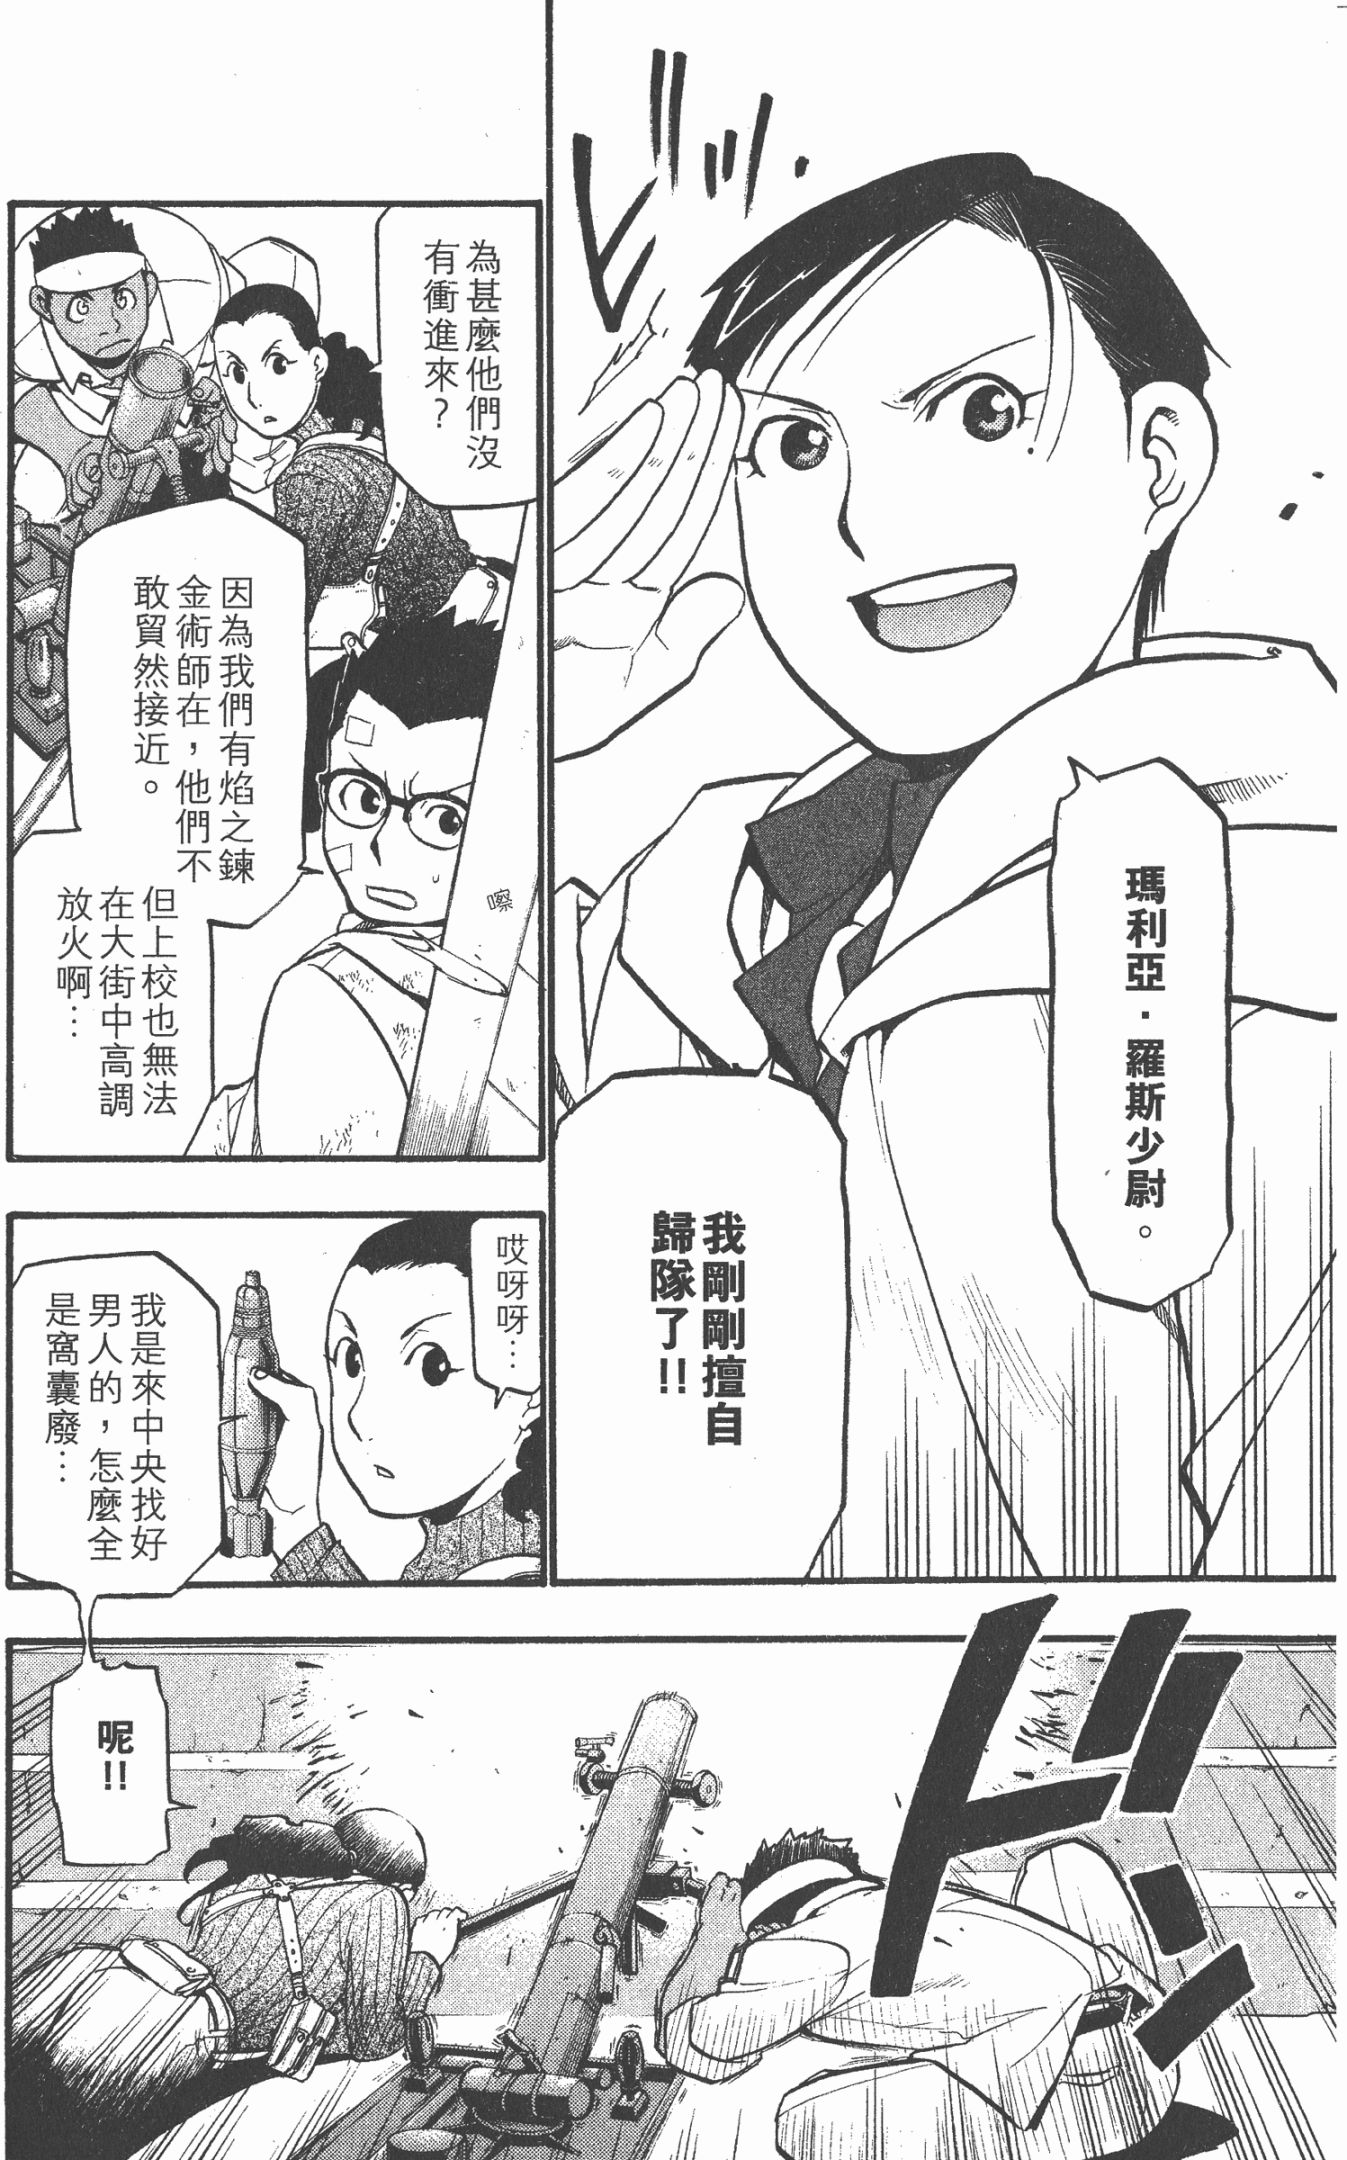 瑪利亞．羅斯少尉。
我剛剛擅自
歸隊了!!
為甚麼他們沒
有衝進來？
因為我們有焰之鍊
金術師在，他們不
敢貿然接近。
但上校也無法
在大街中高調
放火啊…
嚓
哎呀呀…
我是來中央找好
男人的，怎麼全
是窩囊廢…
呢!!
ドン